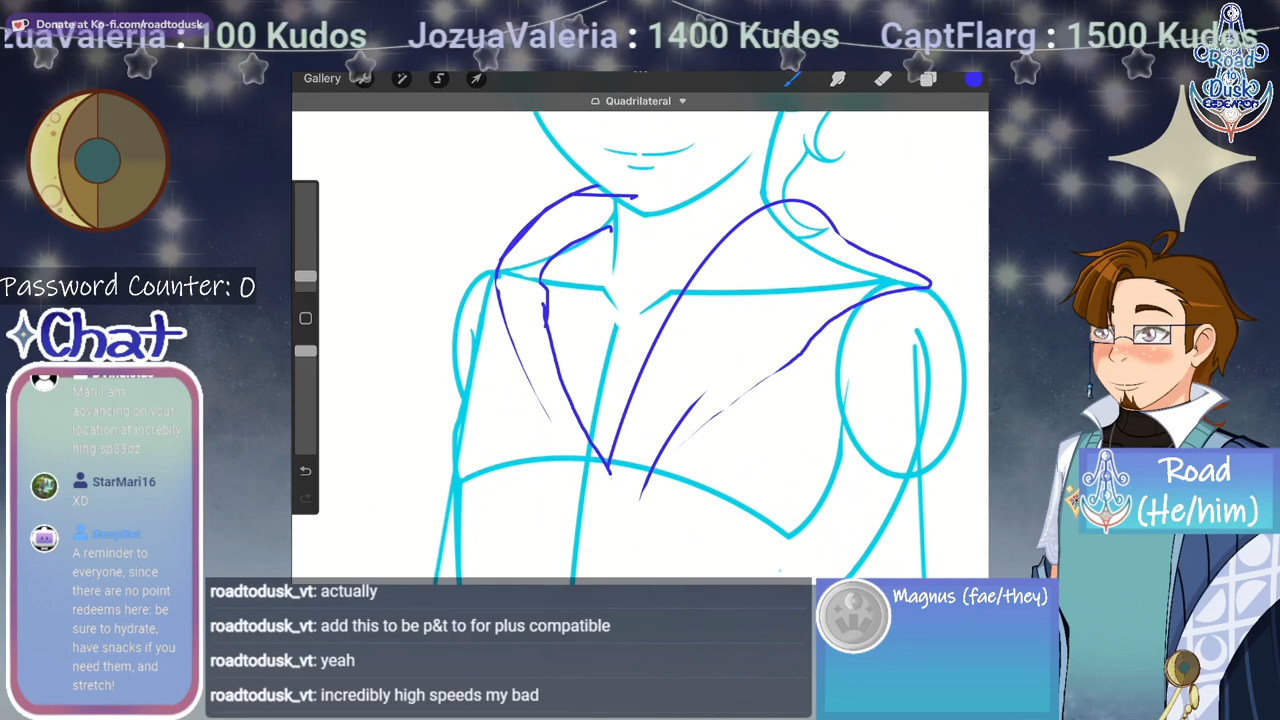 Donate at Ko-fi.com/roadtodusk
zuaValeria : 100 Kudos JozuaValeria : 1400 Kudos CaptFlarg : 1500 Kudos
Road
to
Dusk
Gallery
Quadrilateral
Password Counter: 0
Chat
Mari I am
advancing on your
location at increbily
hihg sp33dz
StarMari16
XD
A reminder to
everyone, since
there are no point
redeems here: be
sure to hydrate,
have snacks if you
need them, and
stretch!
roadtodusk_vt: actually
roadtodusk_vt: add this to be p&t to for plus compatible
roadtodusk_vt: yeah
roadtodusk_vt: incredibly high speeds my bad
Magnus (fae/they)
Road
(He/him)